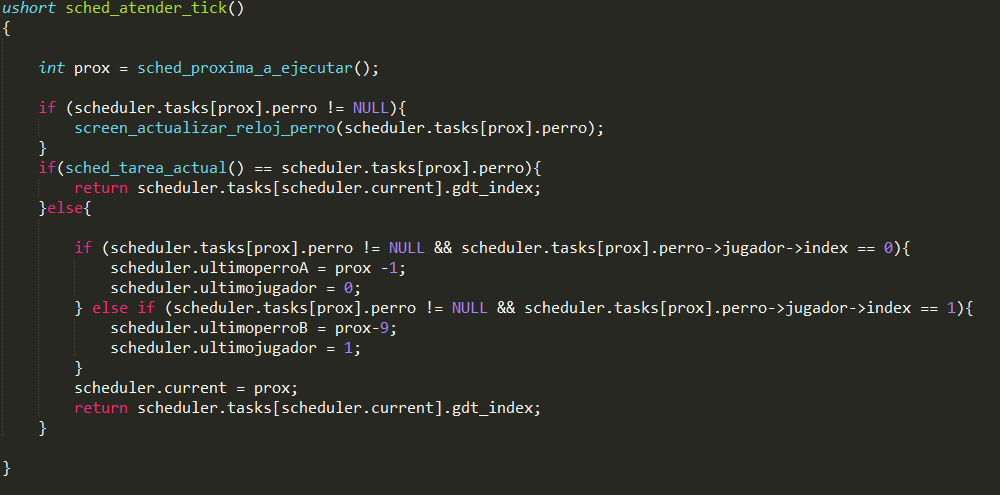 ushort sched_atender_tick()
{
int prox = sched_proxima_a_ejecutar();
if (scheduler.tasks[prox].perro != NULL){
screen_actualizar_reloj_perro(scheduler.tasks[prox].perro);
}
if(sched_tarea_actual() == scheduler.tasks[prox].perro){
return scheduler.tasks[scheduler.current].gdt_index;
}else{
if (scheduler.tasks[prox].perro != NULL && scheduler.tasks[prox].perro->jugador->index == 0){
scheduler.ultimoperroA = prox -1;
scheduler.ultimojugador = 0;
} else if (scheduler.tasks[prox].perro != NULL && scheduler.tasks[prox].perro->jugador->index == 1){
scheduler.ultimoperroB = prox-9;
scheduler.ultimojugador = 1;
}
scheduler.current = prox;
return scheduler.tasks[scheduler.current].gdt_index;
}
}